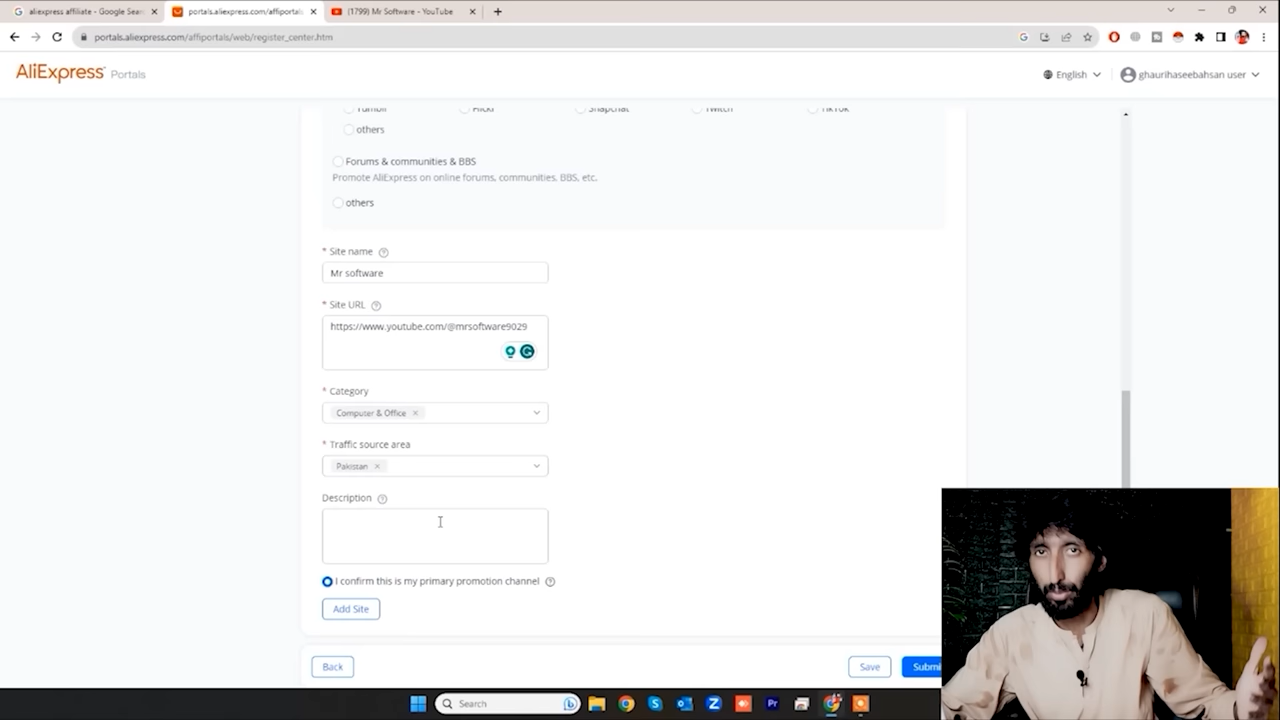 aliexpress affiliate - Google Sear
portals.aliexpress.com/affiportals
(1799) Mr Software - YouTube
portals.aliexpress.com/affiportals/web/register_center.htm
AliExpress Portals
English
ghaurihaseebahsan user
Tumblr
Flickr
Snapchat
Twitch
TikTok
others
Forums & communities & BBS
Promote AliExpress on online forums, communities, BBS, etc.
others
* Site name
Mr software
* Site URL
https://www.youtube.com/@mrsoftware9029
* Category
Computer & Office
* Traffic source area
Pakistan
Description
I confirm this is my primary promotion channel
Add Site
Back
Save
Submi
Search